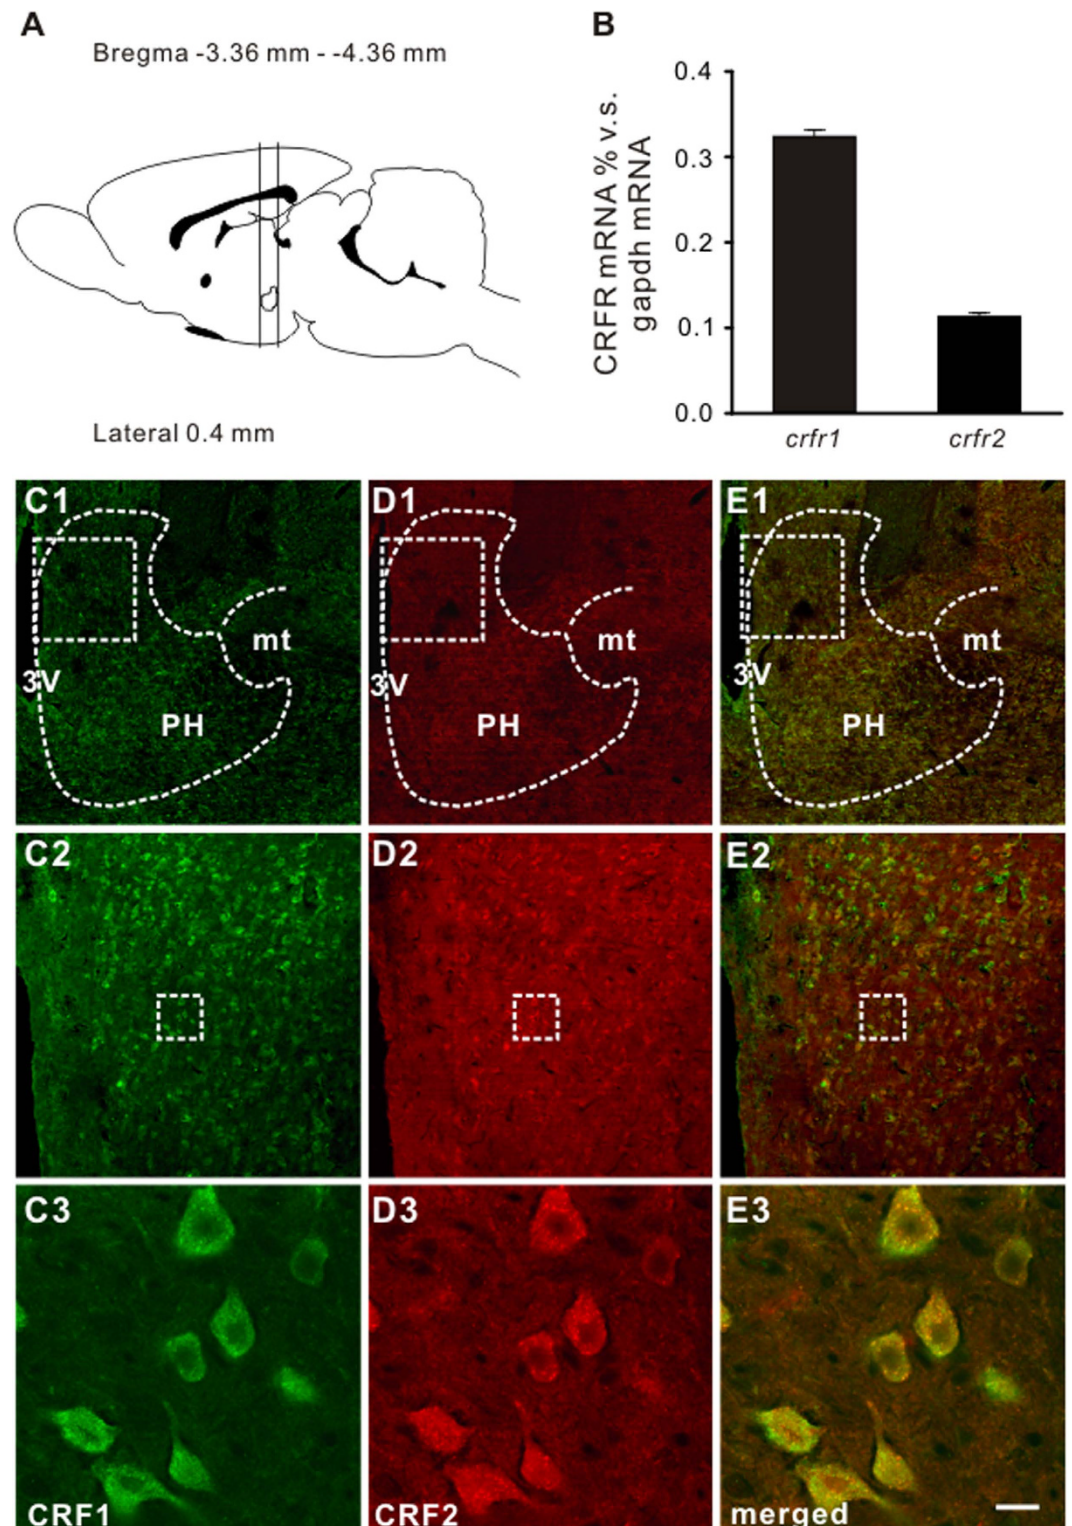 A
Bregma -3.36 mm - -4.36 mm
Lateral 0.4 mm
B
CRFR mRNA % v.s.
gapdh mRNA
0.4
0.3
0.2
0.1
0.0
crfr1
crfr2
C1
mt
3V
PH
D1
mt
3V
PH
E1
mt
3V
PH
C2
D2
E2
C3
CRF1
D3
CRF2
E3
merged